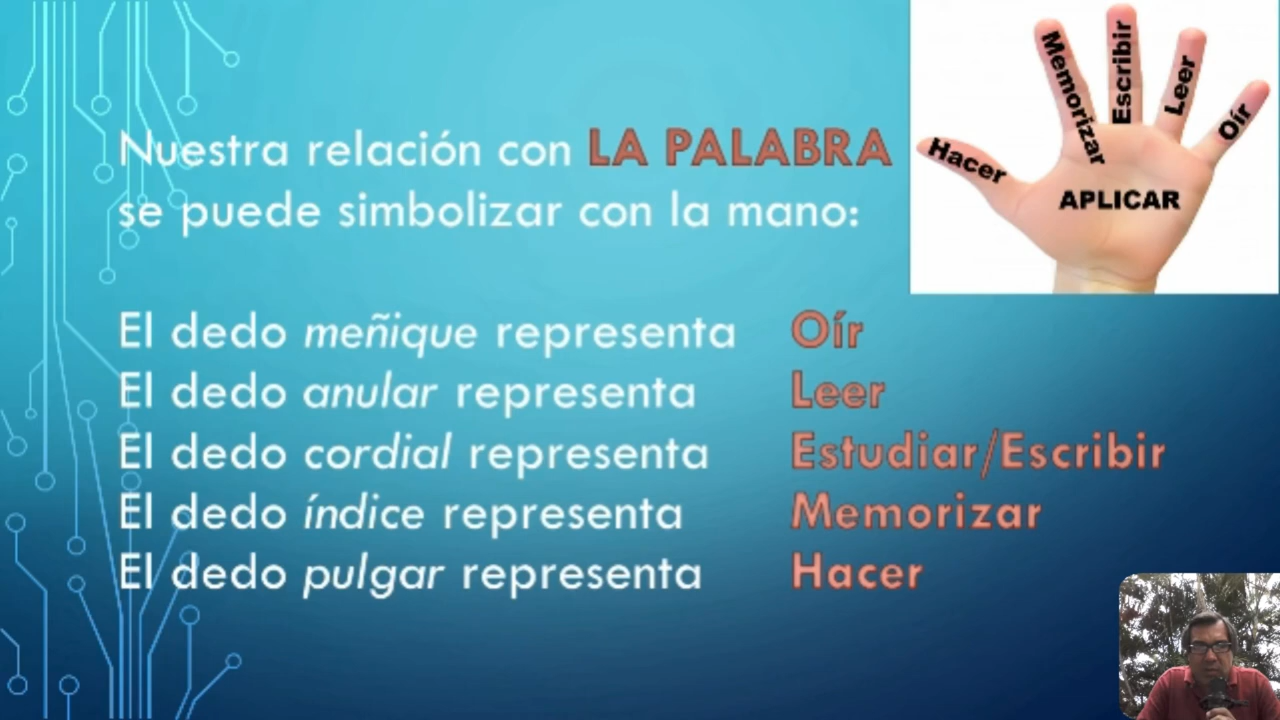 Nuestra relación con LA PALABRA
se puede simbolizar con la mano:
El dedo meñique representa Oír
El dedo anular representa Leer
El dedo cordial representa Estudiar/Escribir
El dedo índice representa Memorizar
El dedo pulgar representa Hacer
Hacer
Memorizar
Escribir
Leer
Oír
APLICAR